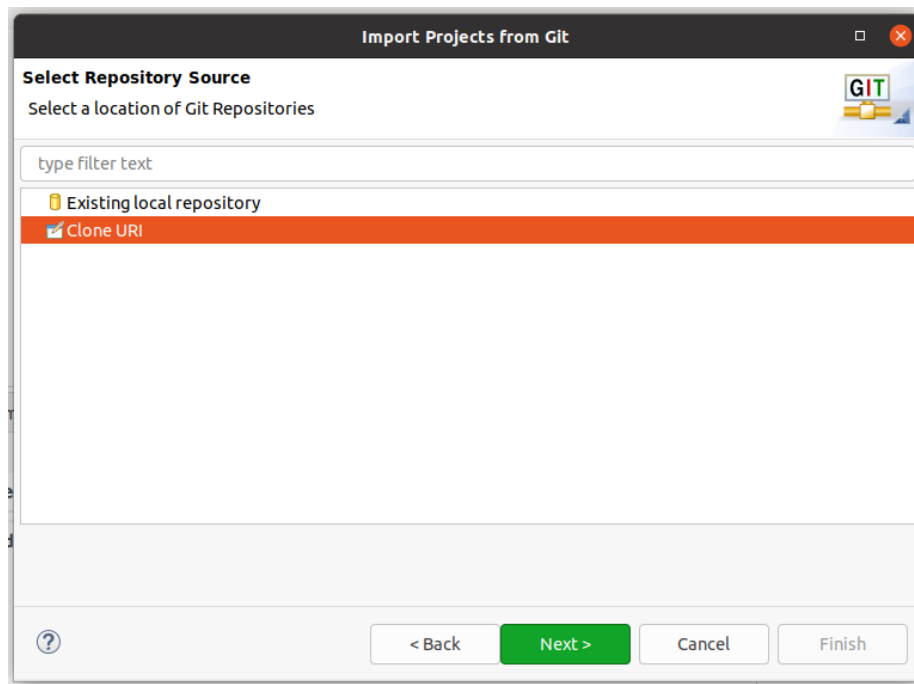 Import Projects from Git
Select Repository Source
Select a location of Git Repositories
GIT
type filter text
Existing local repository
Clone URI
< Back
Next >
Cancel
Finish